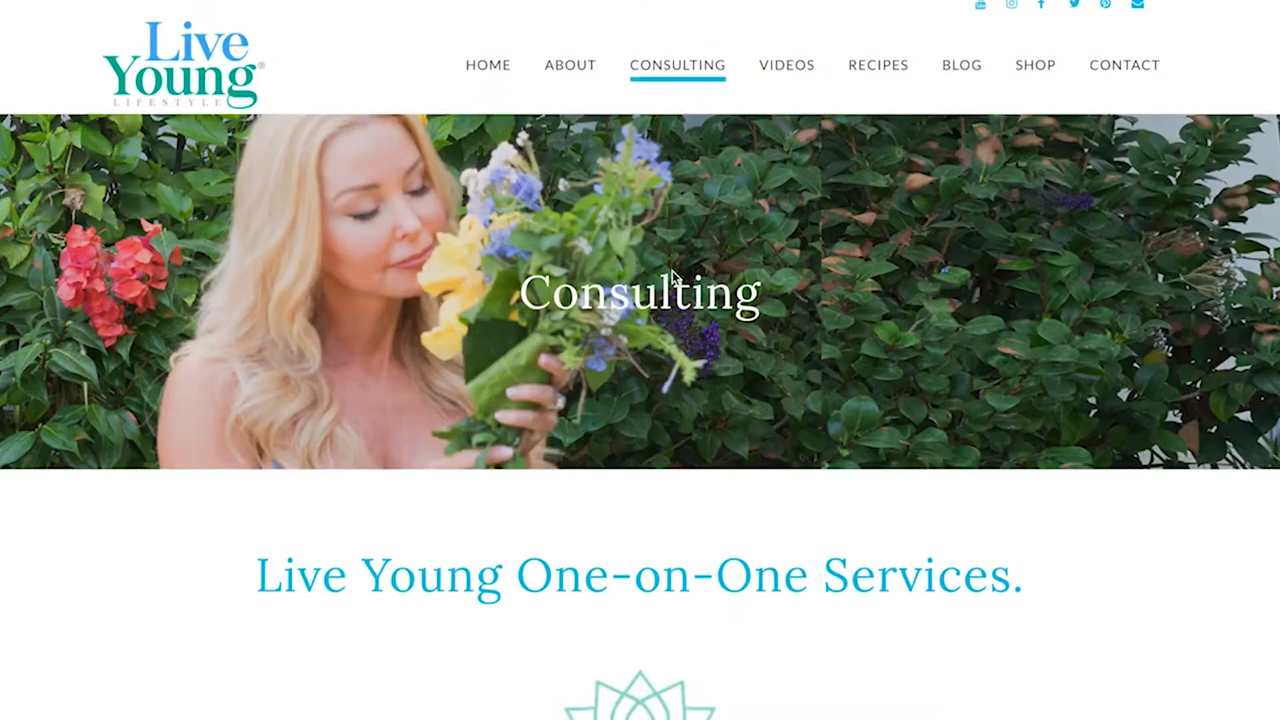 Live
Young®
LIFESTYLE
HOME ABOUT CONSULTING VIDEOS RECIPES BLOG SHOP CONTACT
Consulting
Live Young One-on-One Services.